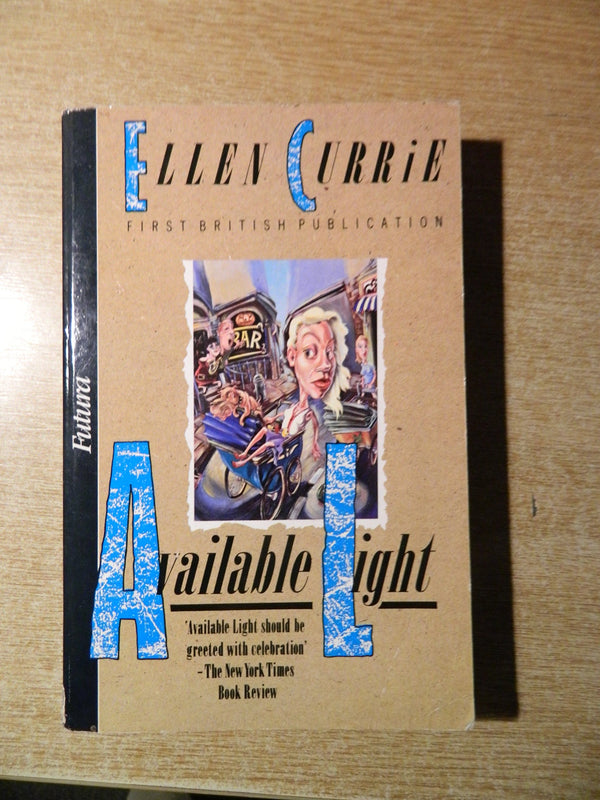 ELLEN CURRiE
FIRST BRITISH PUBLICATION
BAR
Futura
Available Light
'Available Light should be
greeted with celebration'
–The New York Times
Book Review